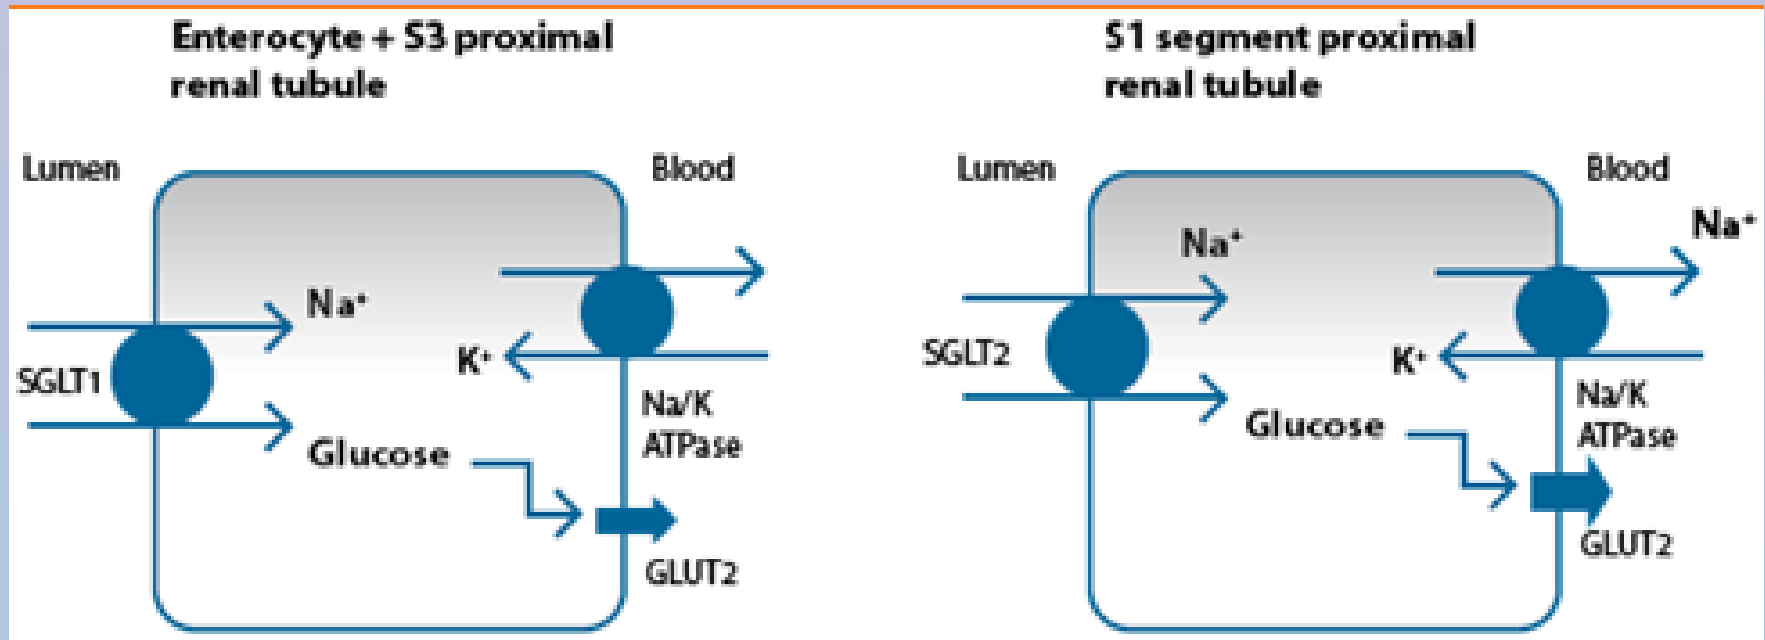 Enterocyte + S3 proximal
renal tubule
Lumen
Blood
Na⁺
K⁺
SGLT1
Na/K
ATPase
Glucose
GLUT2
S1 segment proximal
renal tubule
Lumen
Blood
Na⁺
Na⁺
SGLT2
K⁺
Na/K
ATPase
Glucose
GLUT2